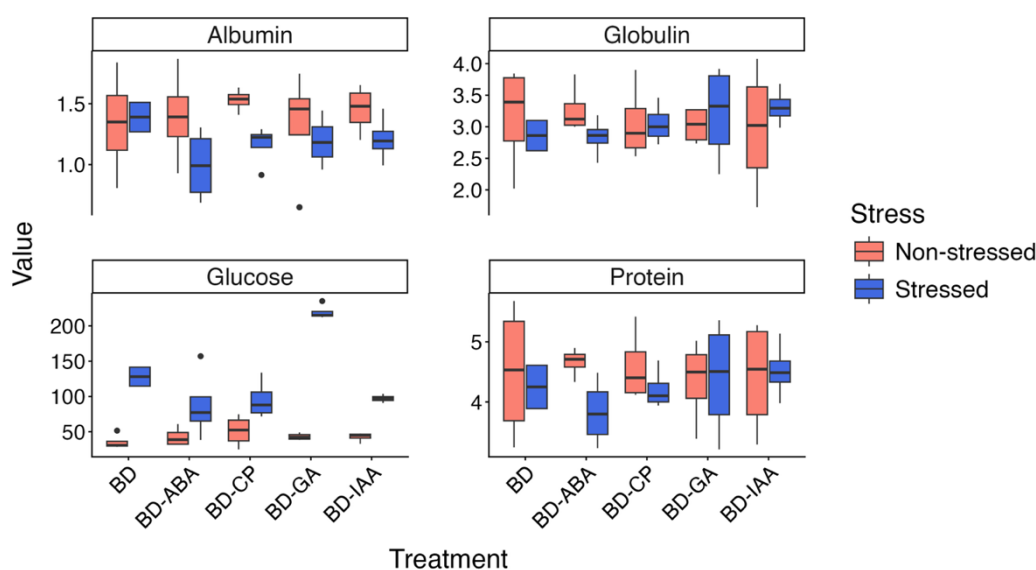 Albumin
Globulin
1.5
1.0
4.0
3.5
3.0
2.5
2.0
Value
Glucose
Protein
200
150
100
50
5
4
BD
BD-ABA
BD-CP
BD-GA
BD-IAA
BD
BD-ABA
BD-CP
BD-GA
BD-IAA
Treatment
Stress
Non-stressed
Stressed